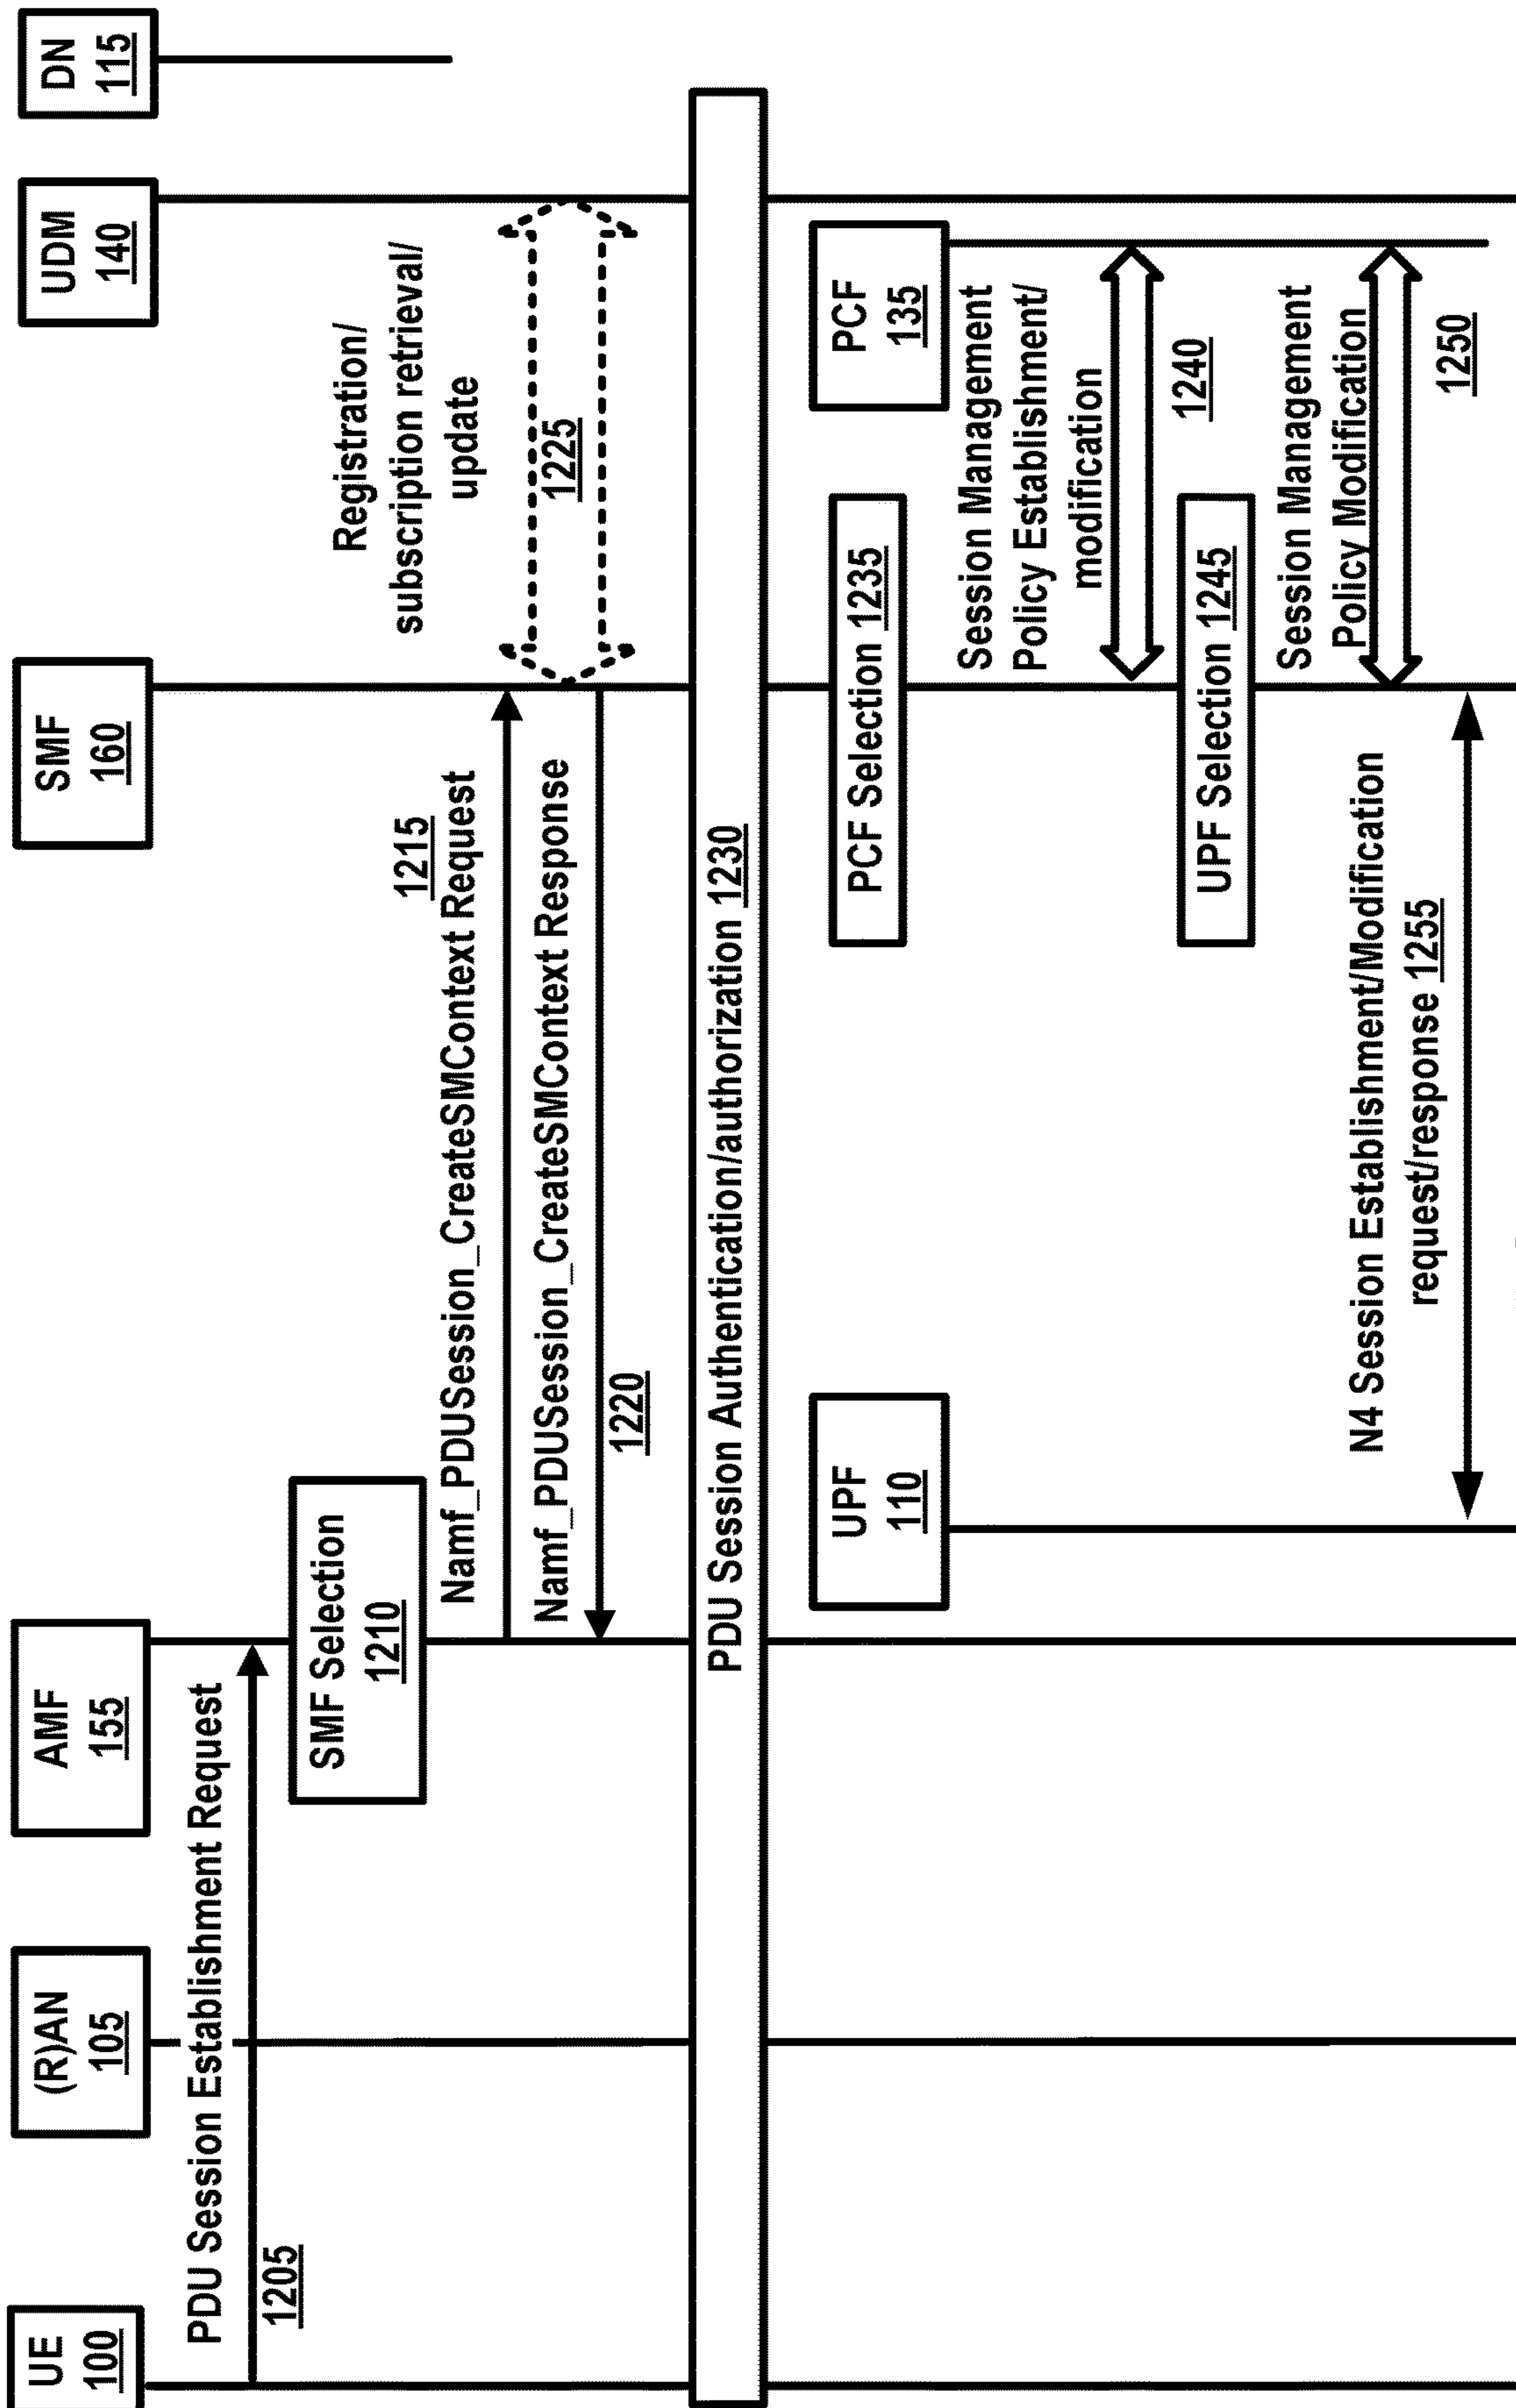 UE
100
(R)AN
105
AMF
155
SMF
160
UDM
140
DN
115
PDU Session Establishment Request
1205
SMF Selection
1210
1215
Namf_PDUSession_CreateSMContext Request
Namf_PDUSession_CreateSMContext Response
1220
Registration/
subscription retrieval/
update
1225
PDU Session Authentication/authorization 1230
UPF
110
PCF
135
PCF Selection 1235
Session Management
Policy Establishment/
modification
1240
UPF Selection 1245
Session Management
Policy Modification
1250
N4 Session Establishment/Modification
request/response 1255